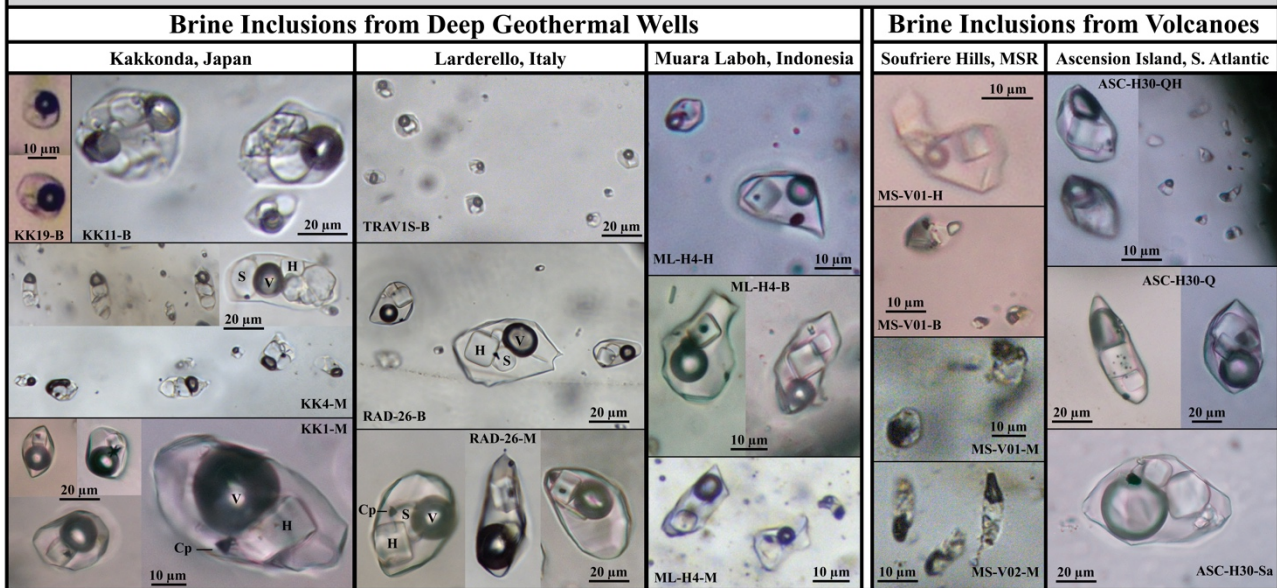 Brine Inclusions from Deep Geothermal Wells
Brine Inclusions from Volcanoes
Kakkonda, Japan
Larderello, Italy
Muara Laboh, Indonesia
Soufriere Hills, MSR
Ascension Island, S. Atlantic
10 µm
KK19-B
KK11-B
20 µm
S
V
H
20 µm
KK4-M
KK1-M
20 µm
V
H
Cp
10 µm
TRAV1S-B
20 µm
H
S
V
RAD-26-B
20 µm
RAD-26-M
Cp
S
V
H
20 µm
20 µm
ML-H4-H
10 µm
ML-H4-B
10 µm
10 µm
ML-H4-M
10 µm
10 µm
MS-V01-H
10 µm
MS-V01-B
10 µm
MS-V01-M
10 µm
MS-V02-M
ASC-H30-QH
20 µm
ASC-H30-Q
20 µm
20 µm
20 µm
ASC-H30-Sa